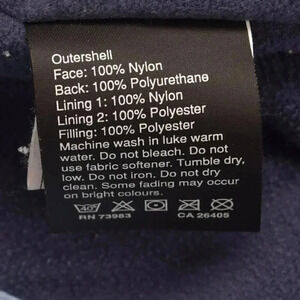 Outershell
Face: 100% Nylon
Back: 100% Polyurethane
Lining 1: 100% Nylon
Lining 2: 100% Polyester
Filling: 100% Polyester
Machine wash in luke warm
water. Do not bleach. Do not
use fabric softener. Tumble dry,
low. Do not iron. Do not dry
clean. Some fading may occur
on bright colours.
40°
RN 73983 CA 26405